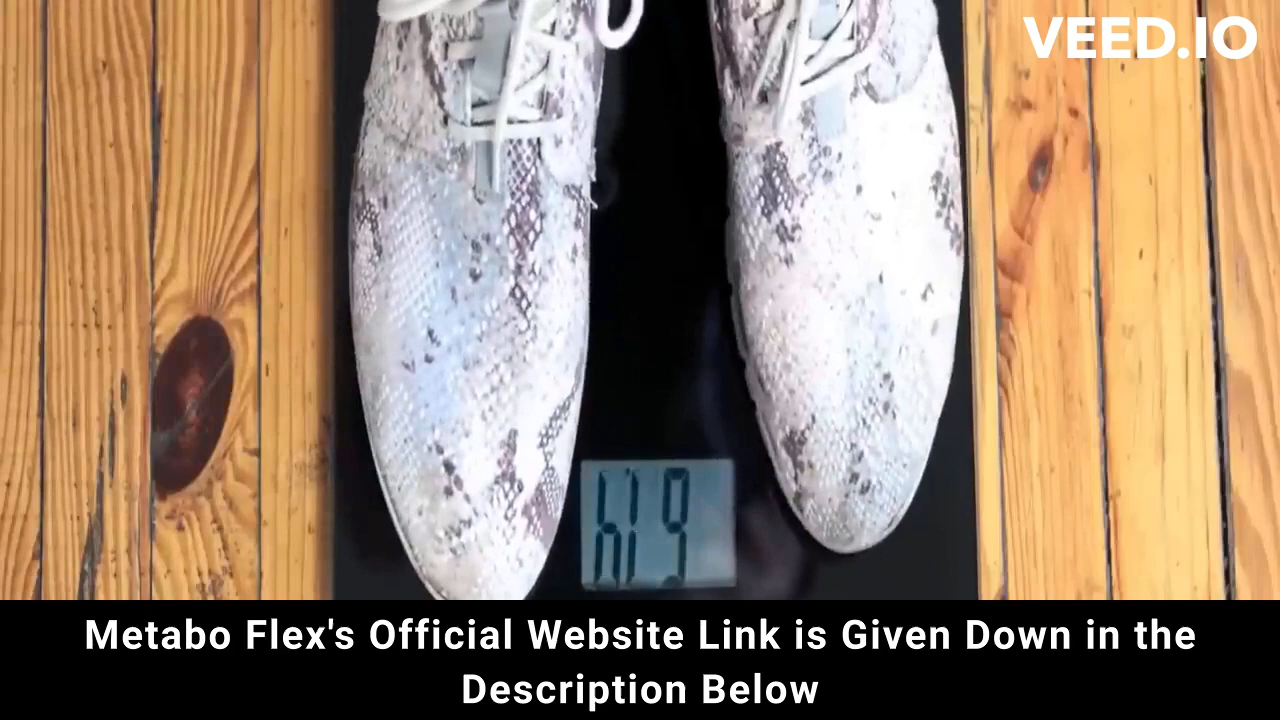 VEED.IO
Metabo Flex's Official Website Link is Given Down in the
Description Below